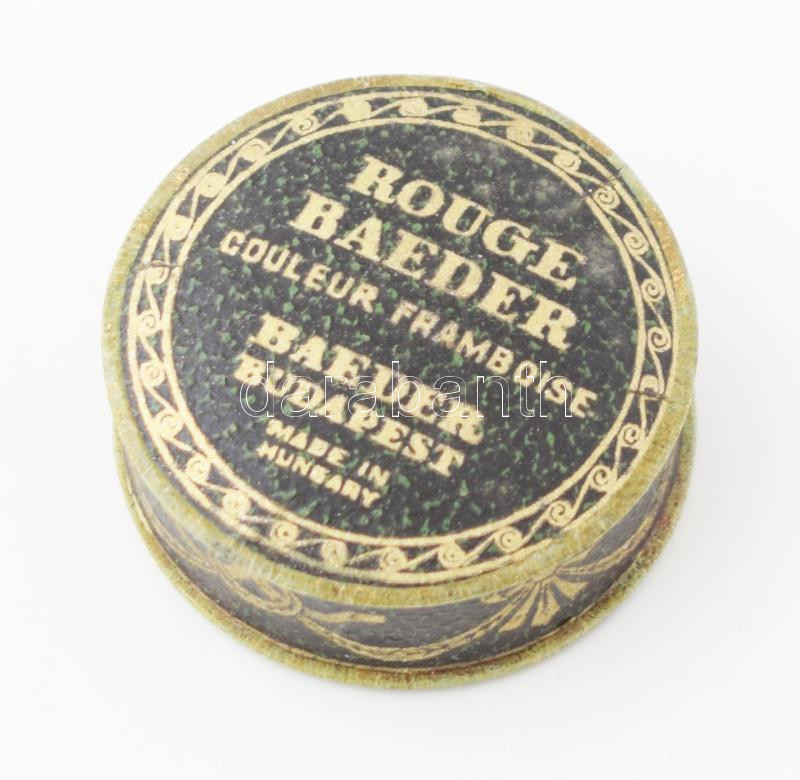 ROUGE
BAEDER
COULEUR FRAMBOISE
BAEDER
BUDAPEST
MADE IN
HUNGARY
darabanth